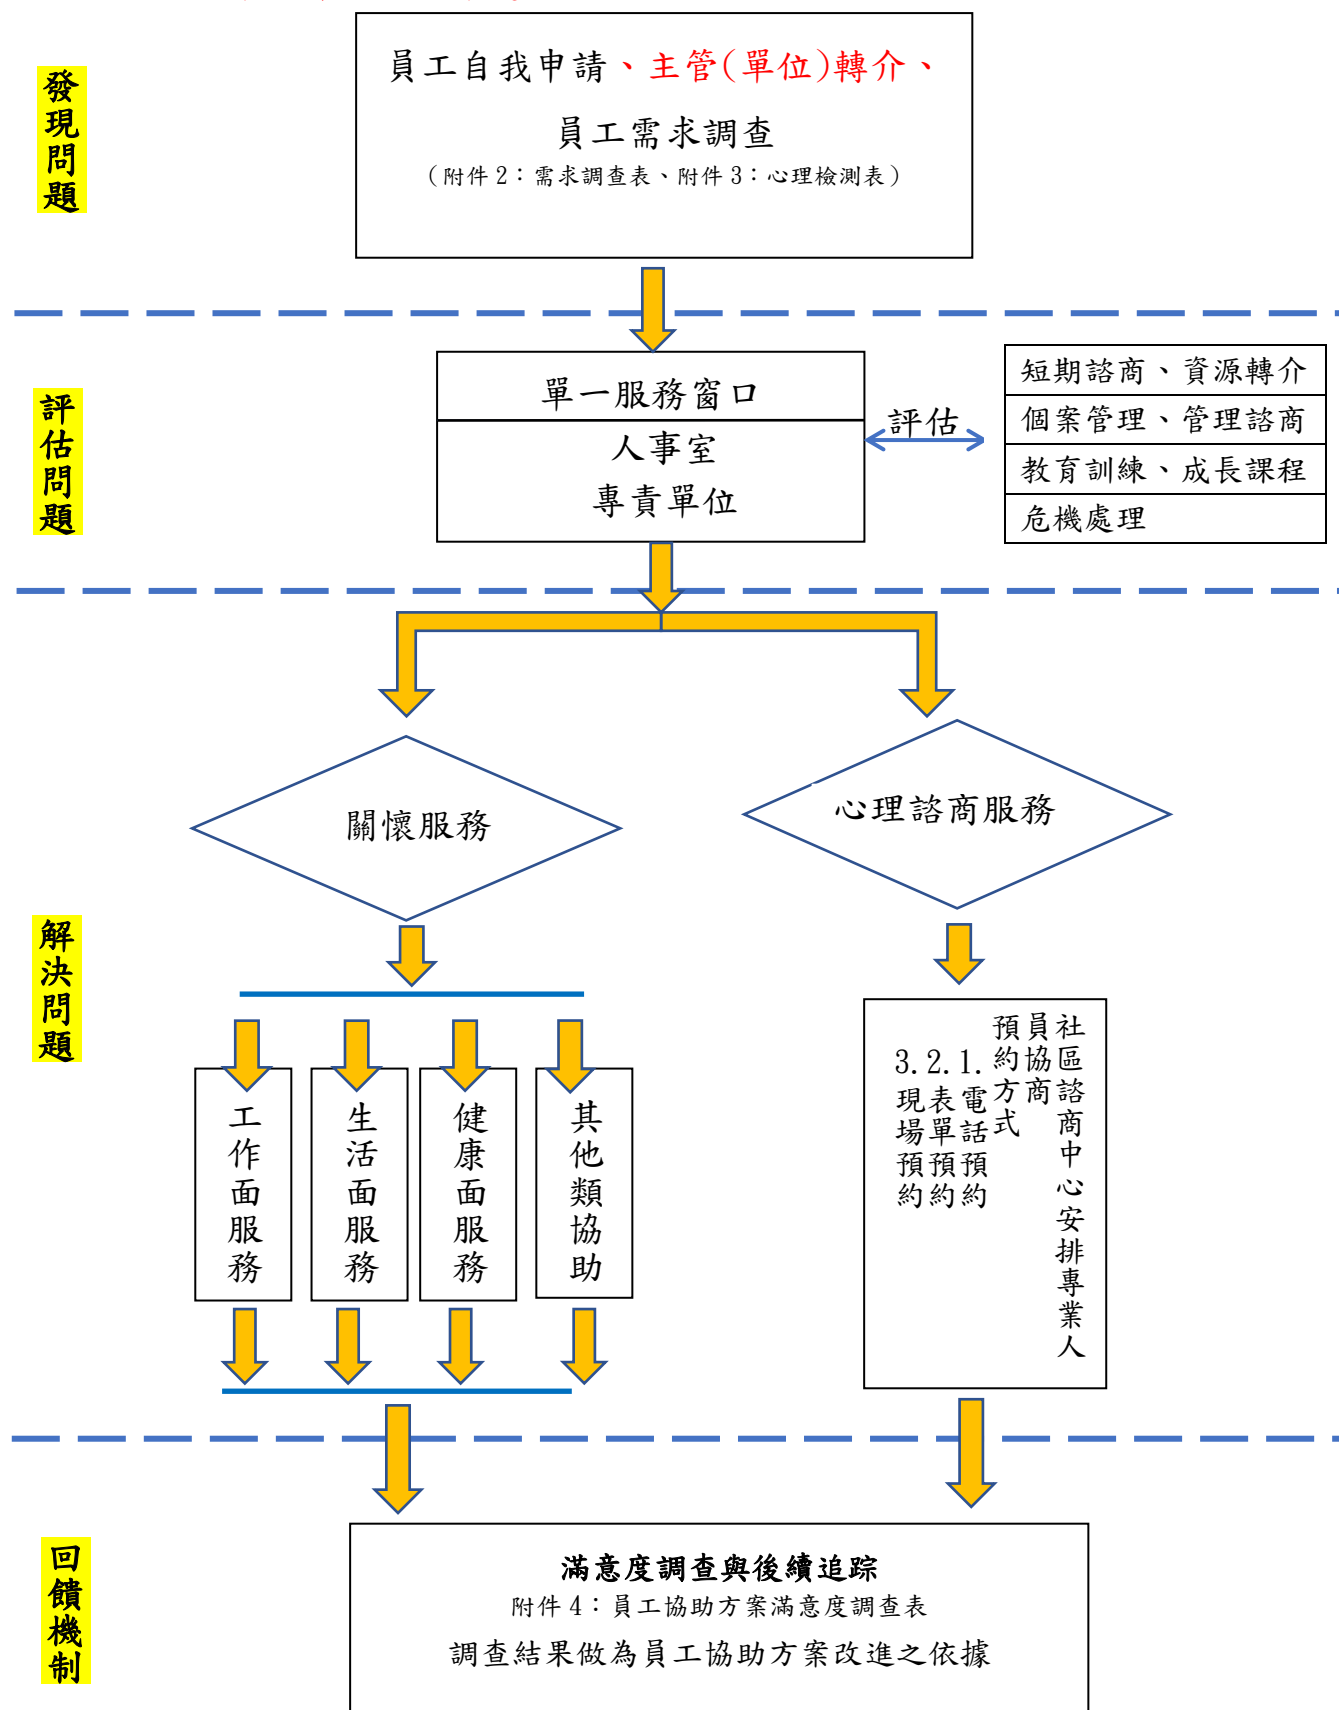 發現問題
員工自我申請、主管(單位)轉介、
員工需求調查
（附件 2：需求調查表、附件 3：心理檢測表）
評估問題
單一服務窗口
人事室
專責單位
評估
短期諮商、資源轉介
個案管理、管理諮商
教育訓練、成長課程
危機處理
解決問題
關懷服務
心理諮商服務
工作面服務
生活面服務
健康面服務
其他類協助
社區諮商中心安排專業人
員協商
預約方式
1.電話預約
2.表單預約
3.現場預約
回饋機制
滿意度調查與後續追踪
附件 4：員工協助方案滿意度調查表
調查結果做為員工協助方案改進之依據